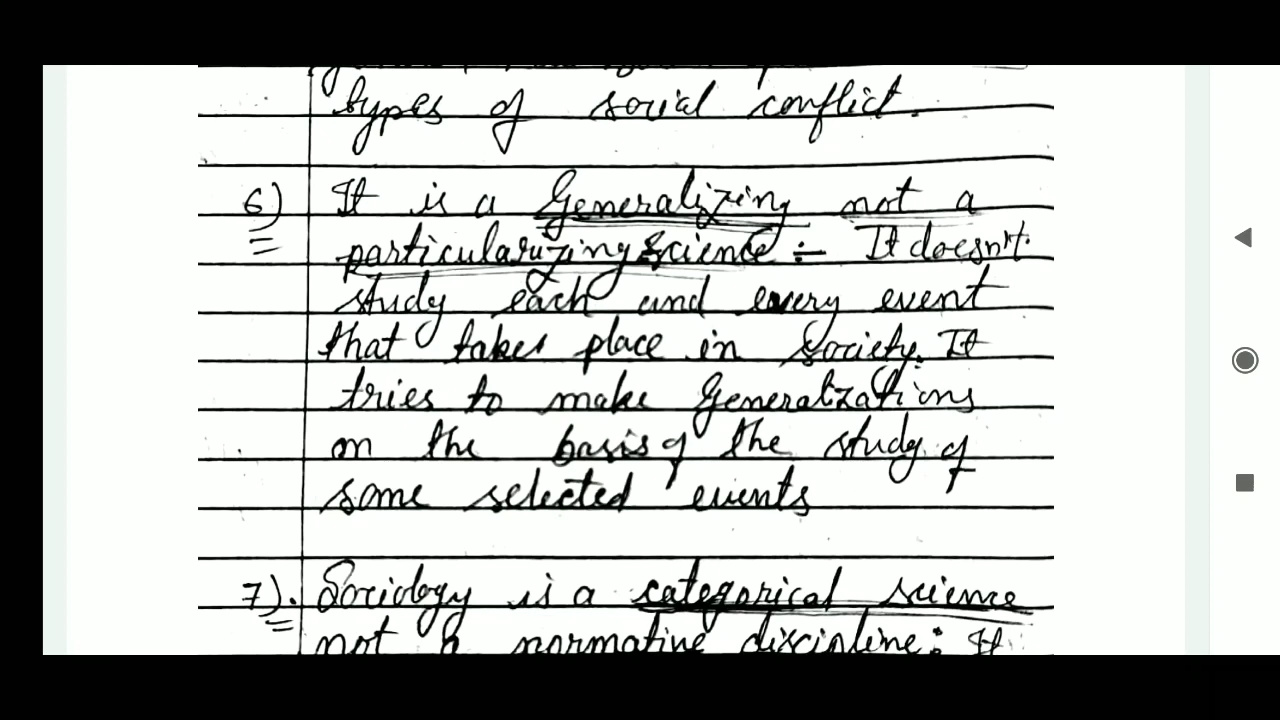 types of social conflict.
6) It is a Generalizing not a
particularizing science :- It doesn't
study each and every event
that takes place in Society. It
tries to make Generalizations
on the basis of the study of
some selected events
7). Sociology is a categorical science
not a normative discipline: It